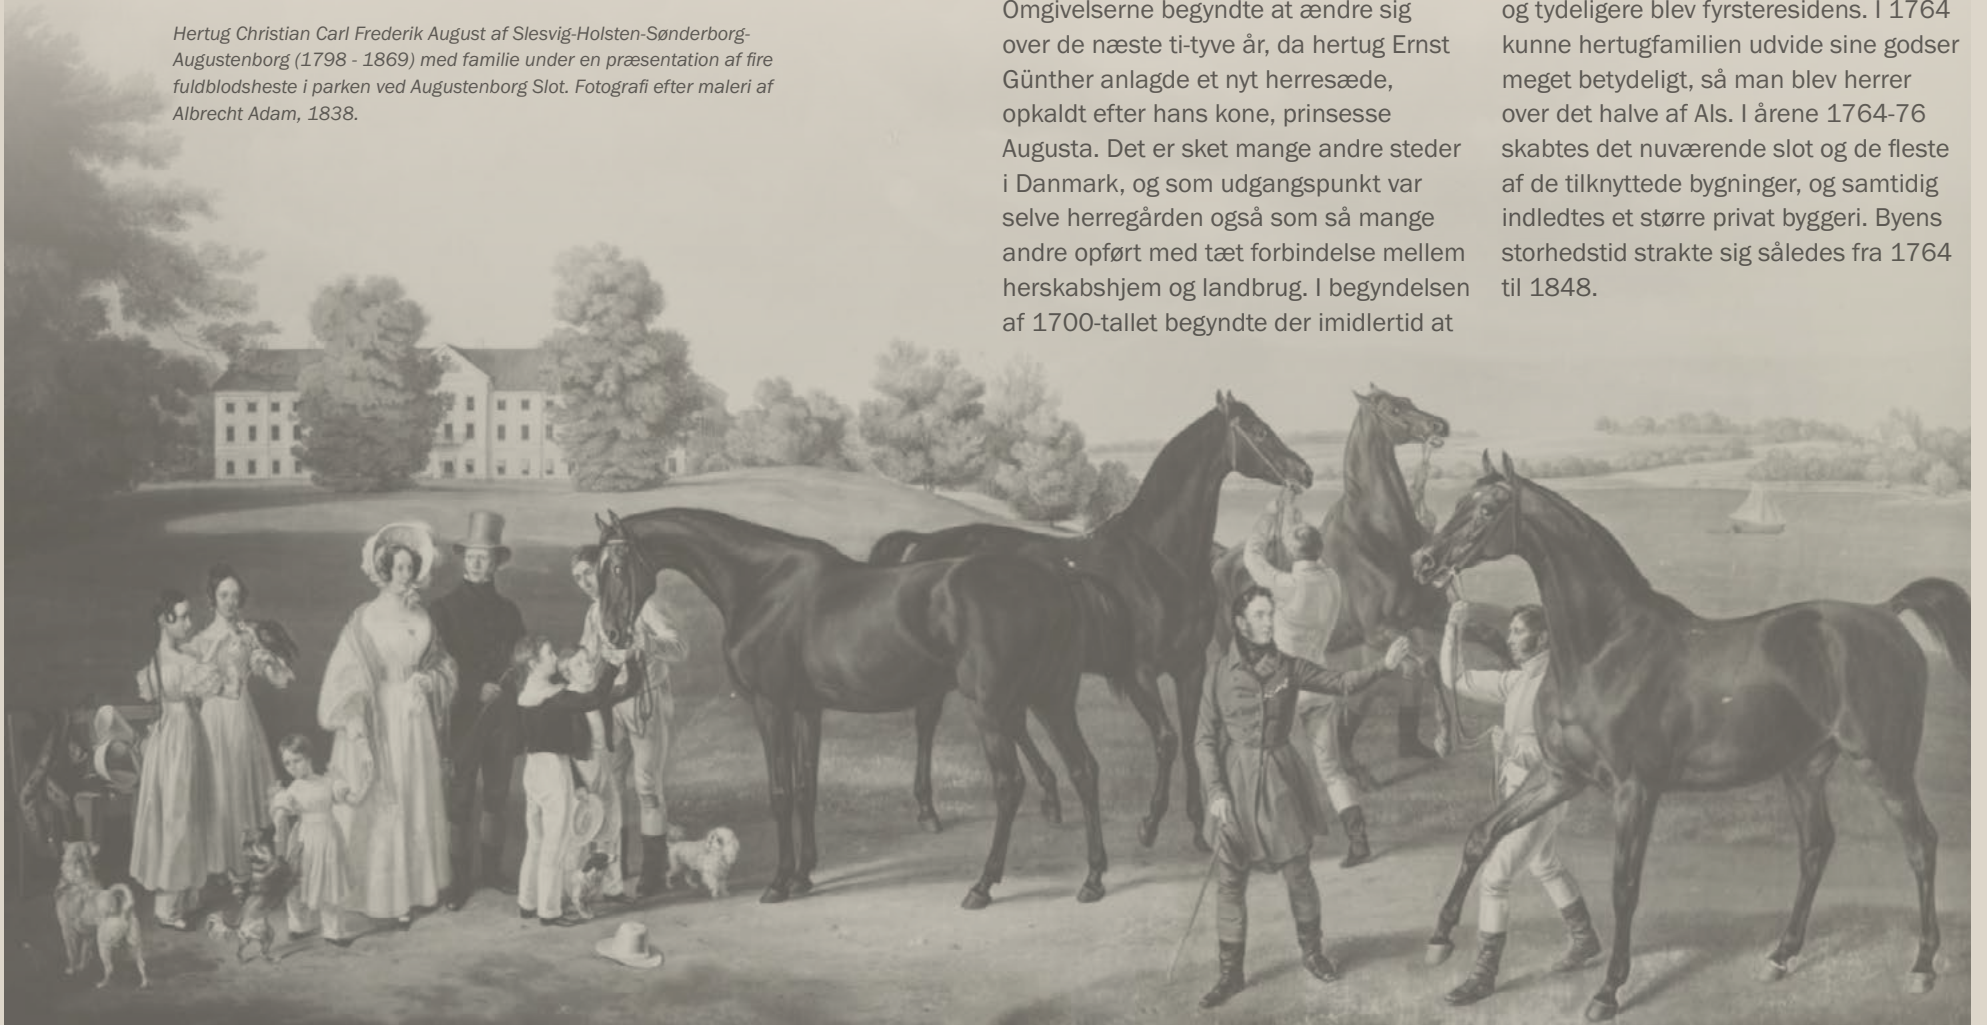 Hertug Christian Carl Frederik August af Slesvig-Holsten-Sønderborg-
Augustenborg (1798 - 1869) med familie under en præsentation af fire
fuldblodsheste i parken ved Augustenborg Slot. Fotografi efter maleri af
Albrecht Adam, 1838.
Omgivelserne begyndte at ændre sig
over de næste ti-tyve år, da hertug Ernst
Günther anlagde et nyt herresæde,
opkaldt efter hans kone, prinsesse
Augusta. Det er sket mange andre steder
i Danmark, og som udgangspunkt var
selve herregården også som så mange
andre opført med tæt forbindelse mellem
herskabshjem og landbrug. I begyndelsen
af 1700-tallet begyndte der imidlertid at
og tydeligere blev fyrsteresidens. I 1764
kunne hertugfamilien udvide sine godser
meget betydeligt, så man blev herrer
over det halve af Als. I årene 1764-76
skabtes det nuværende slot og de fleste
af de tilknyttede bygninger, og samtidig
indledtes et større privat byggeri. Byens
storhedstid strakte sig således fra 1764
til 1848.